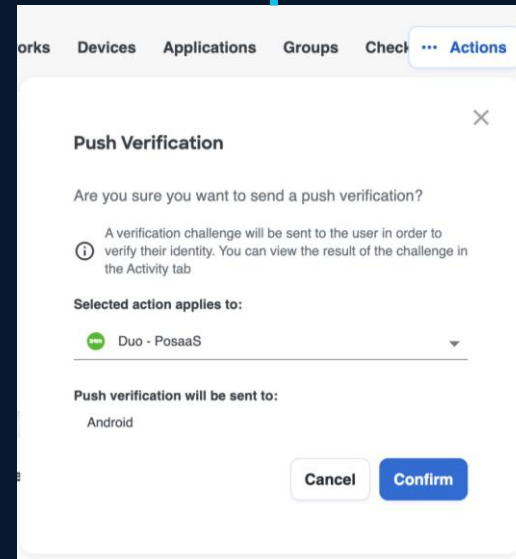 orks Devices Applications Groups Check ··· Actions
Push Verification
Are you sure you want to send a push verification?
A verification challenge will be sent to the user in order to
verify their identity. You can view the result of the challenge in
the Activity tab
Selected action applies to:
Duo - PosaaS
Push verification will be sent to:
Android
Cancel Confirm